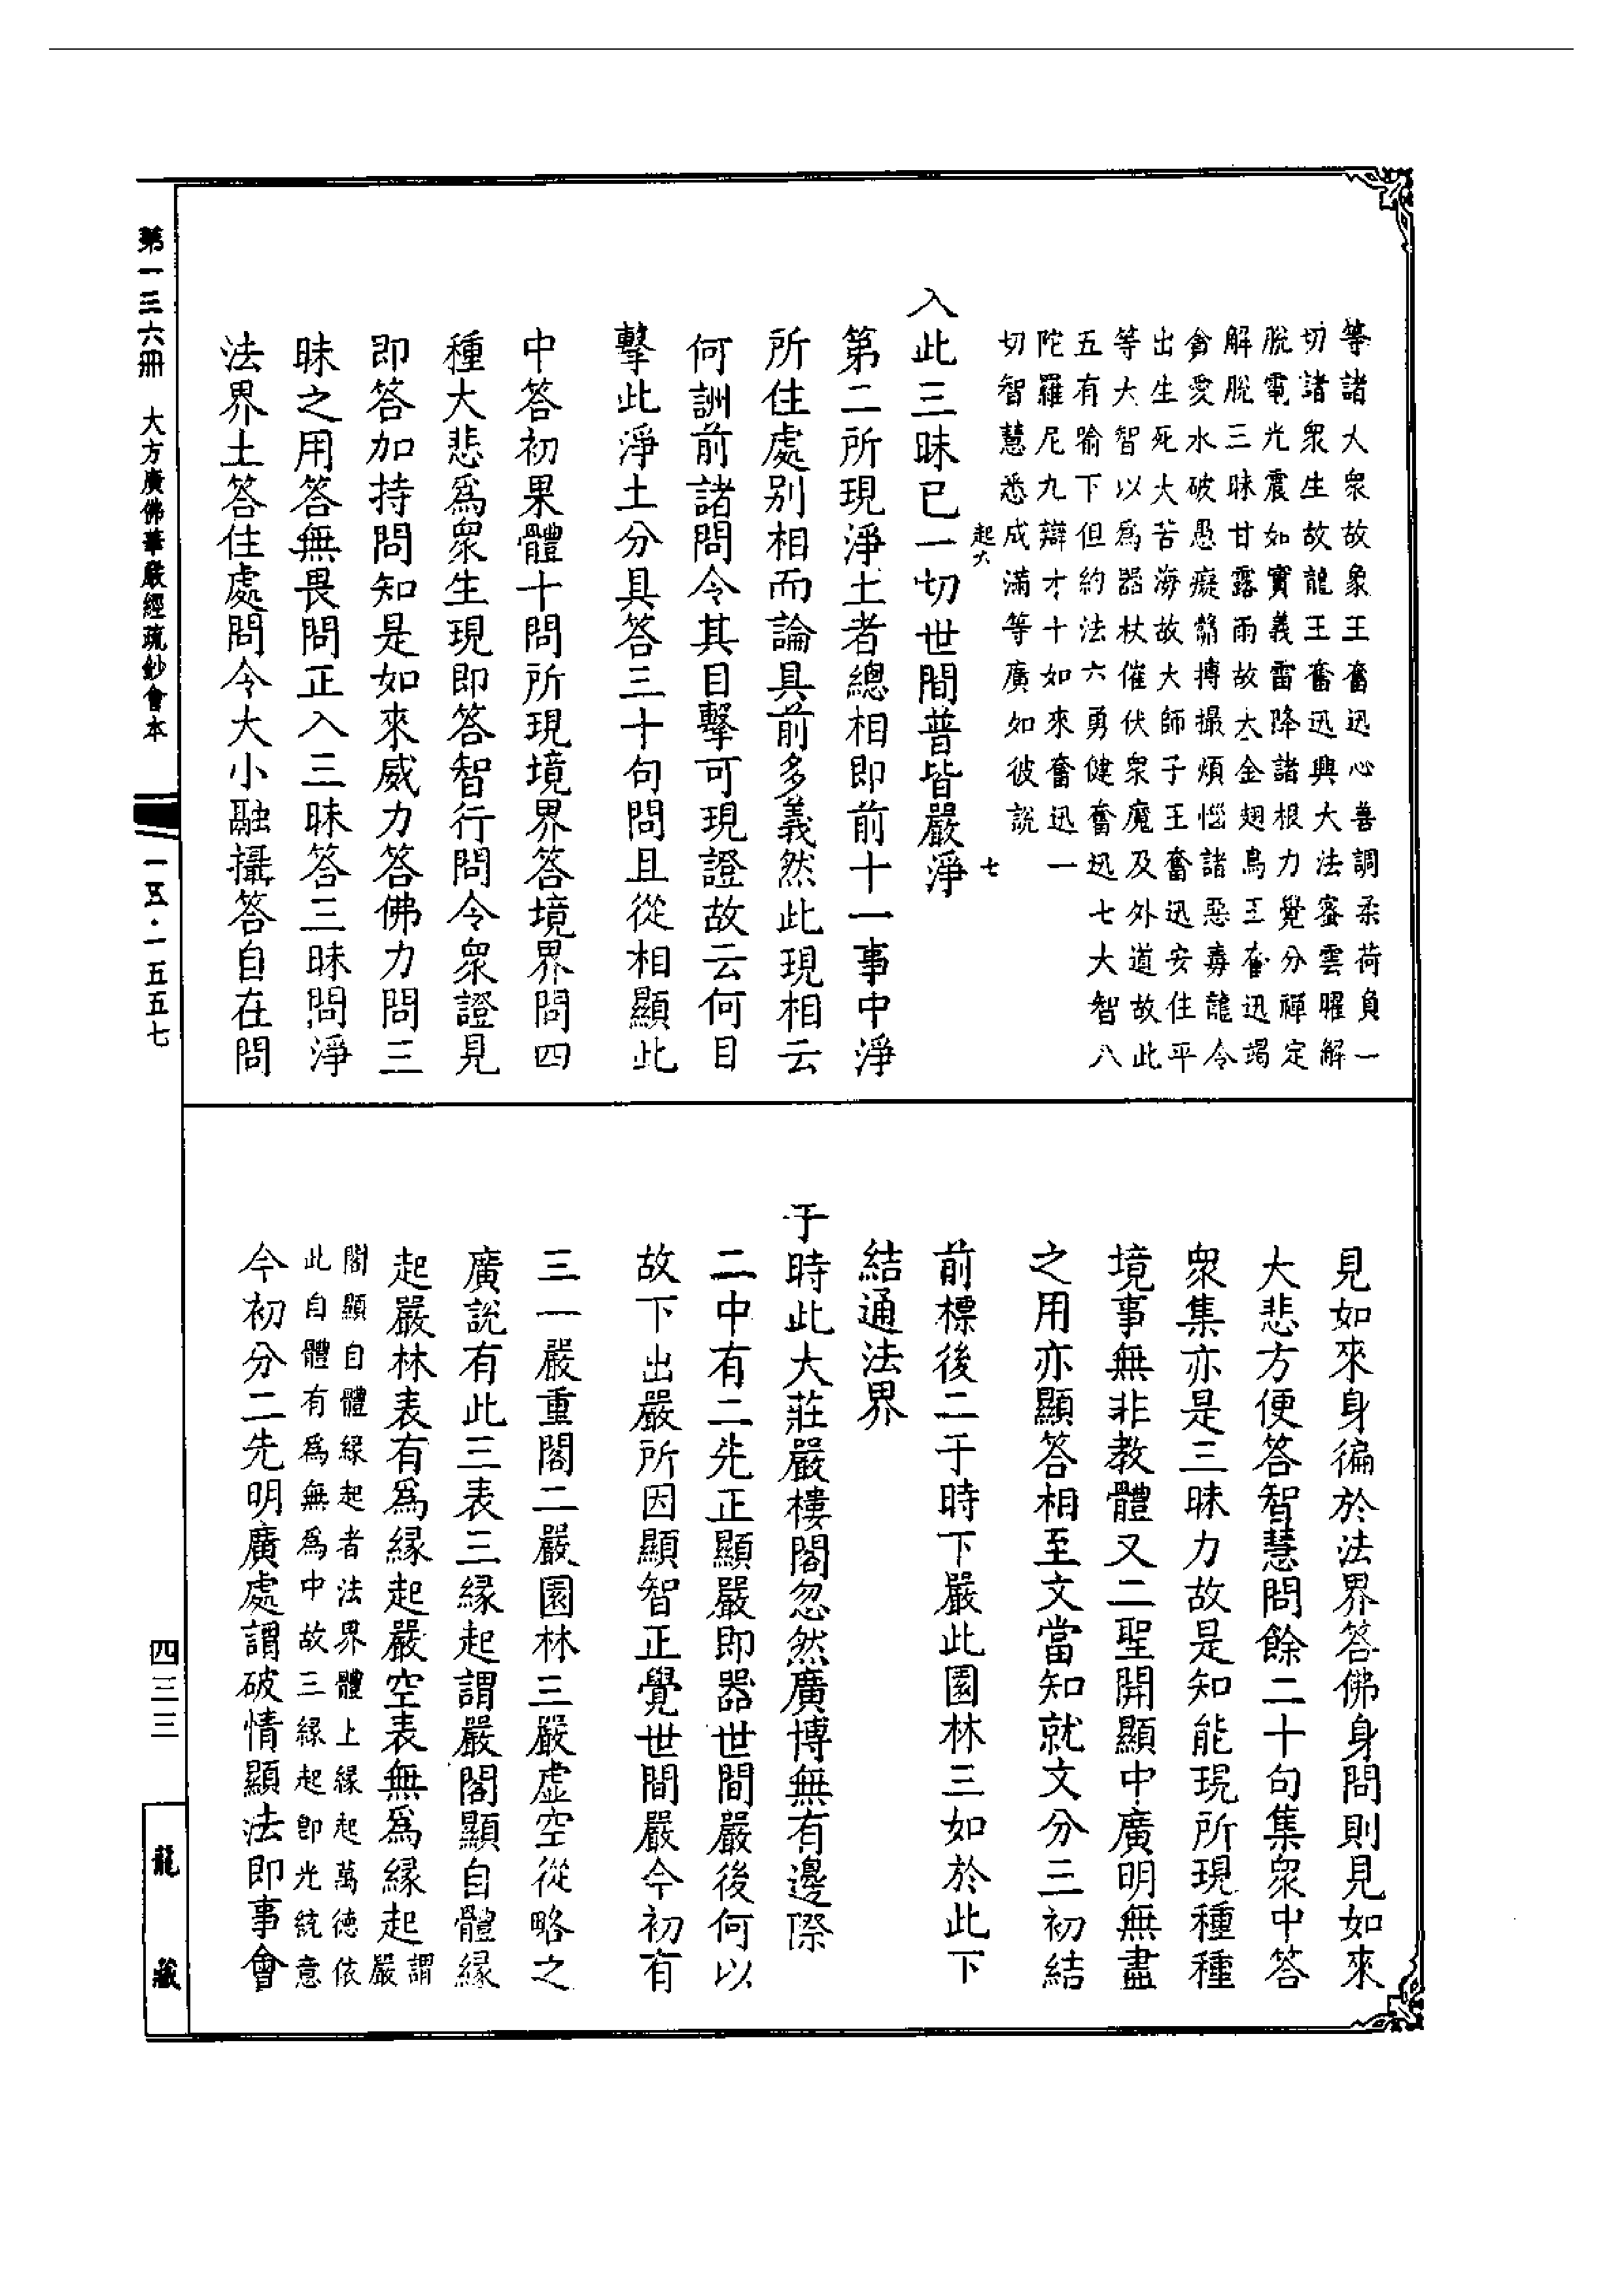 等諸大衆故象王奮迅心善調柔荷負一
切諸衆生故龍王奮迅興大法密雲曜解
脫電光震如實義雷降諸根力覺分禪定
解脫三昧甘露雨故大金翅鳥王奮迅竭
貪愛水破愚癡搏撮煩惱諸惡毒龍令
出生死大苦海故大師子王奮迅安住平
等大智以爲器杖催伏衆魔及外道故此
五有喻下但約法六勇健奮迅七大智八
陀羅尼九辯才十如來奮迅一
切智慧悉成滿等廣如彼說
起六 七
入此三昧已一切世間普皆嚴淨
第二所現淨土者總相即前十一事中淨
所住處別相而論具前多義然此現相云
何詶前諸問令其目擊可現證故云何目
擊此淨土分具答三十句問且從相顯此
中答初果體十問所現境界答境界問四
種大悲爲衆生現即答智行問令衆證見
即答加持問知是如來威力答佛力問三
昧之用答無畏問正入三昧答三昧問淨
法界土答住處問令大小融攝答自在問
見如來身徧於法界答佛身問則見如來
大悲方便答智慧問餘二十句集衆中答
衆集亦是三昧力故是知能現所現種種
境事無非教體又二聖開顯中廣明無盡
之用亦顯答相至文當知就文分三初結
前標後二于時下嚴此園林三如於此下
結通法界
于時此大莊嚴樓閣忽然廣博無有邊際
二中有二先正顯嚴即器世間嚴後何以
故下出嚴所因顯智正覺世間嚴今初有
三一嚴重閣二嚴園林三嚴虛空從略之
廣說有此三表三緣起謂嚴閣顯自體緣
起嚴林表有爲緣起嚴空表無爲緣起謂嚴
閣顯自體緣起者法界體上緣起萬德依
此自體有爲無爲中故三緣起即光統意
今初分二先明廣處謂破情顯法即事會
第一三六冊 大方廣佛華嚴經疏鈔會本 一五五·一五五七 四三三
龍藏